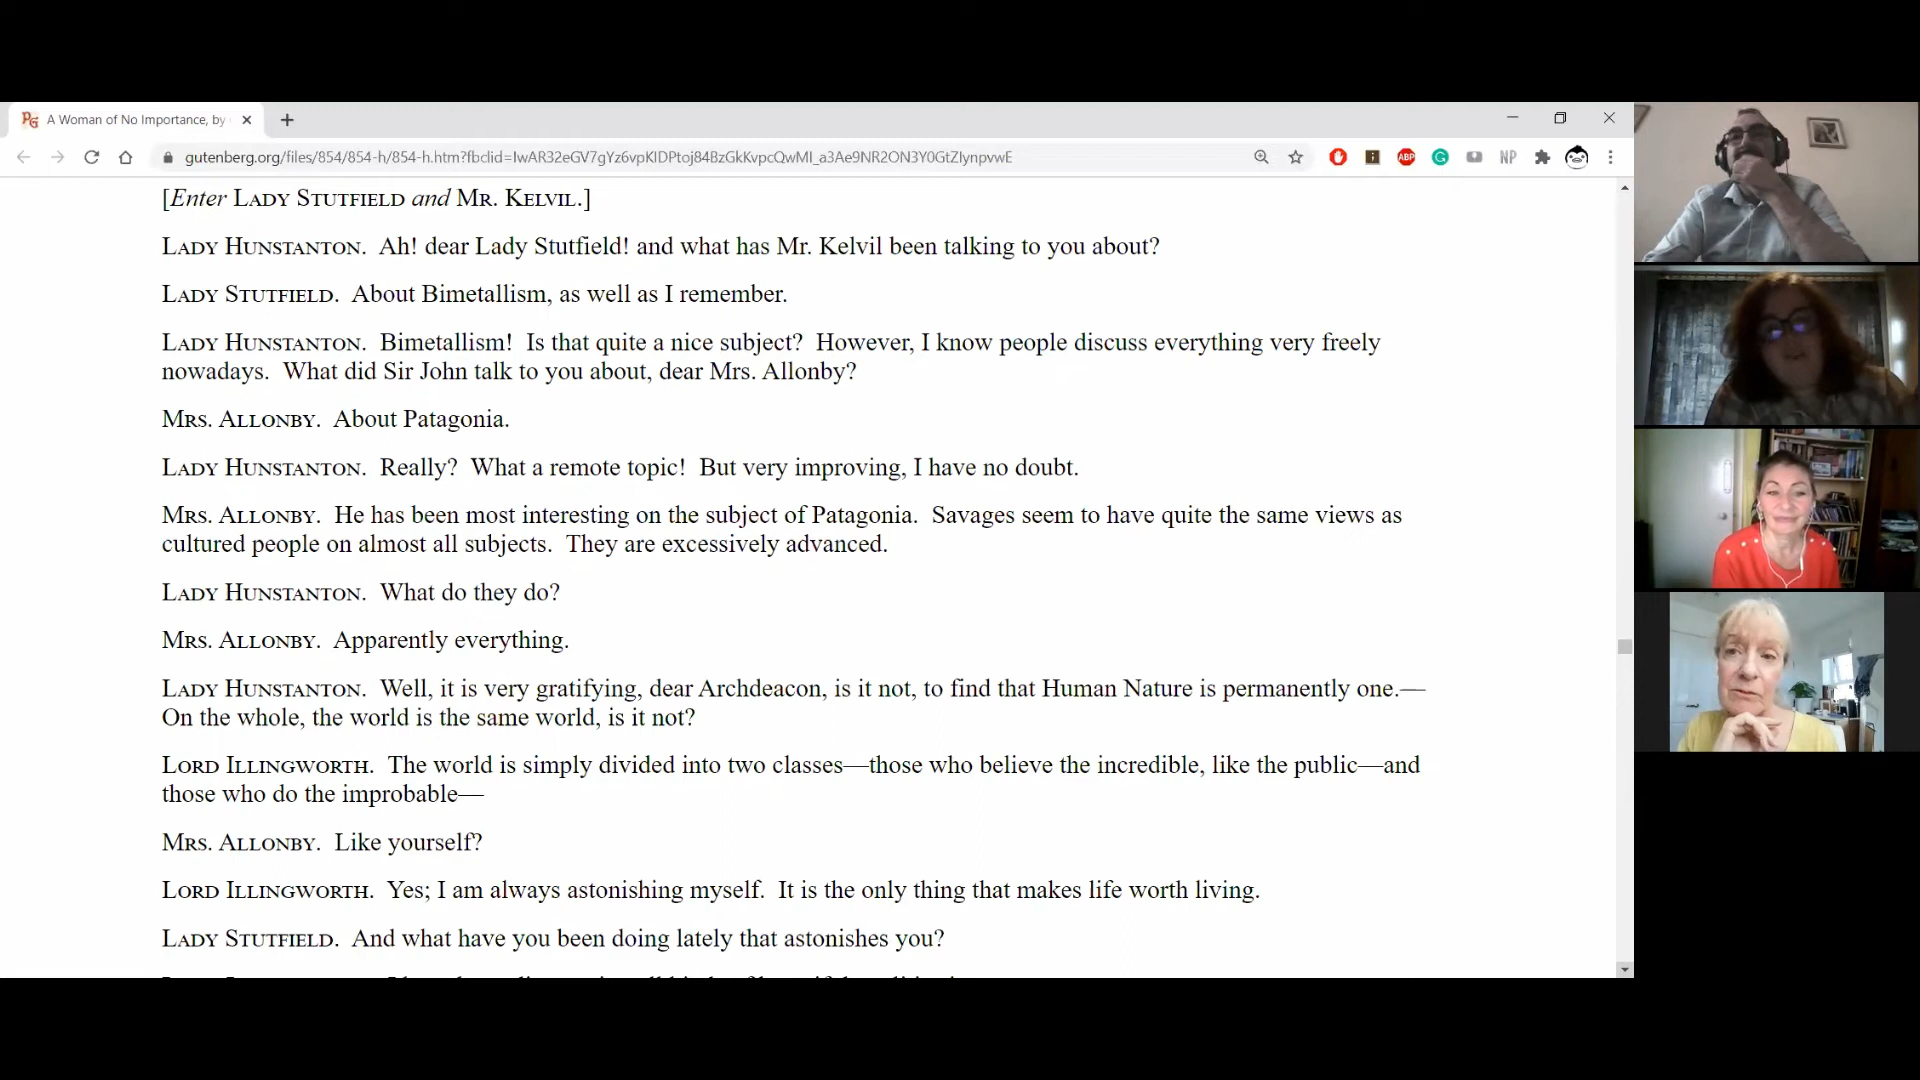 A Woman of No Importance, by
gutenberg.org/files/854/854-h/854-h.htm?fbclid=IwAR32eGV7gYz6vpKlDPtoj84BzGkKvpcQwMl_a3Ae9NR2ON3Y0GtZlynpvwE
ABP
NP
[Enter Lady Stutfield and Mr. Kelvil.]
Lady Hunstanton. Ah! dear Lady Stutfield! and what has Mr. Kelvil been talking to you about?
Lady Stutfield. About Bimetallism, as well as I remember.
Lady Hunstanton. Bimetallism! Is that quite a nice subject? However, I know people discuss everything very freely
nowadays. What did Sir John talk to you about, dear Mrs. Allonby?
Mrs. Allonby. About Patagonia.
Lady Hunstanton. Really? What a remote topic! But very improving, I have no doubt.
Mrs. Allonby. He has been most interesting on the subject of Patagonia. Savages seem to have quite the same views as
cultured people on almost all subjects. They are excessively advanced.
Lady Hunstanton. What do they do?
Mrs. Allonby. Apparently everything.
Lady Hunstanton. Well, it is very gratifying, dear Archdeacon, is it not, to find that Human Nature is permanently one.—
On the whole, the world is the same world, is it not?
Lord Illingworth. The world is simply divided into two classes—those who believe the incredible, like the public—and
those who do the improbable—
Mrs. Allonby. Like yourself?
Lord Illingworth. Yes; I am always astonishing myself. It is the only thing that makes life worth living.
Lady Stutfield. And what have you been doing lately that astonishes you?